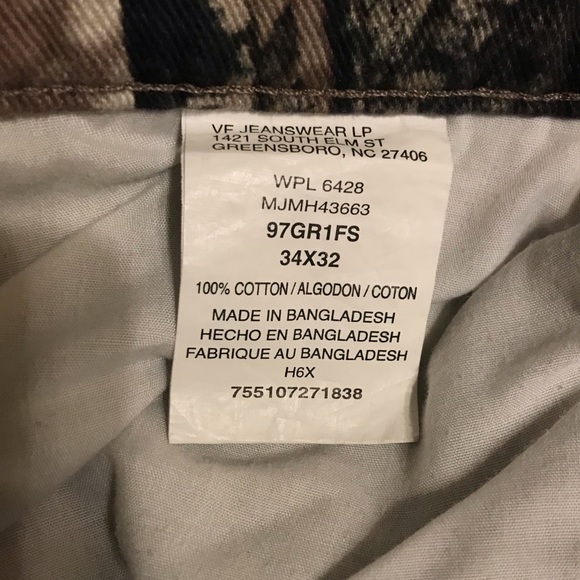 VF JEANSWEAR LP
1421 SOUTH ELM ST
GREENSBORO, NC 27406
WPL 6428
MJMH43663
97GR1FS
34X32
100% COTTON / ALGODON / COTON
MADE IN BANGLADESH
HECHO EN BANGLADESH
FABRIQUE AU BANGLADESH
H6X
755107271838